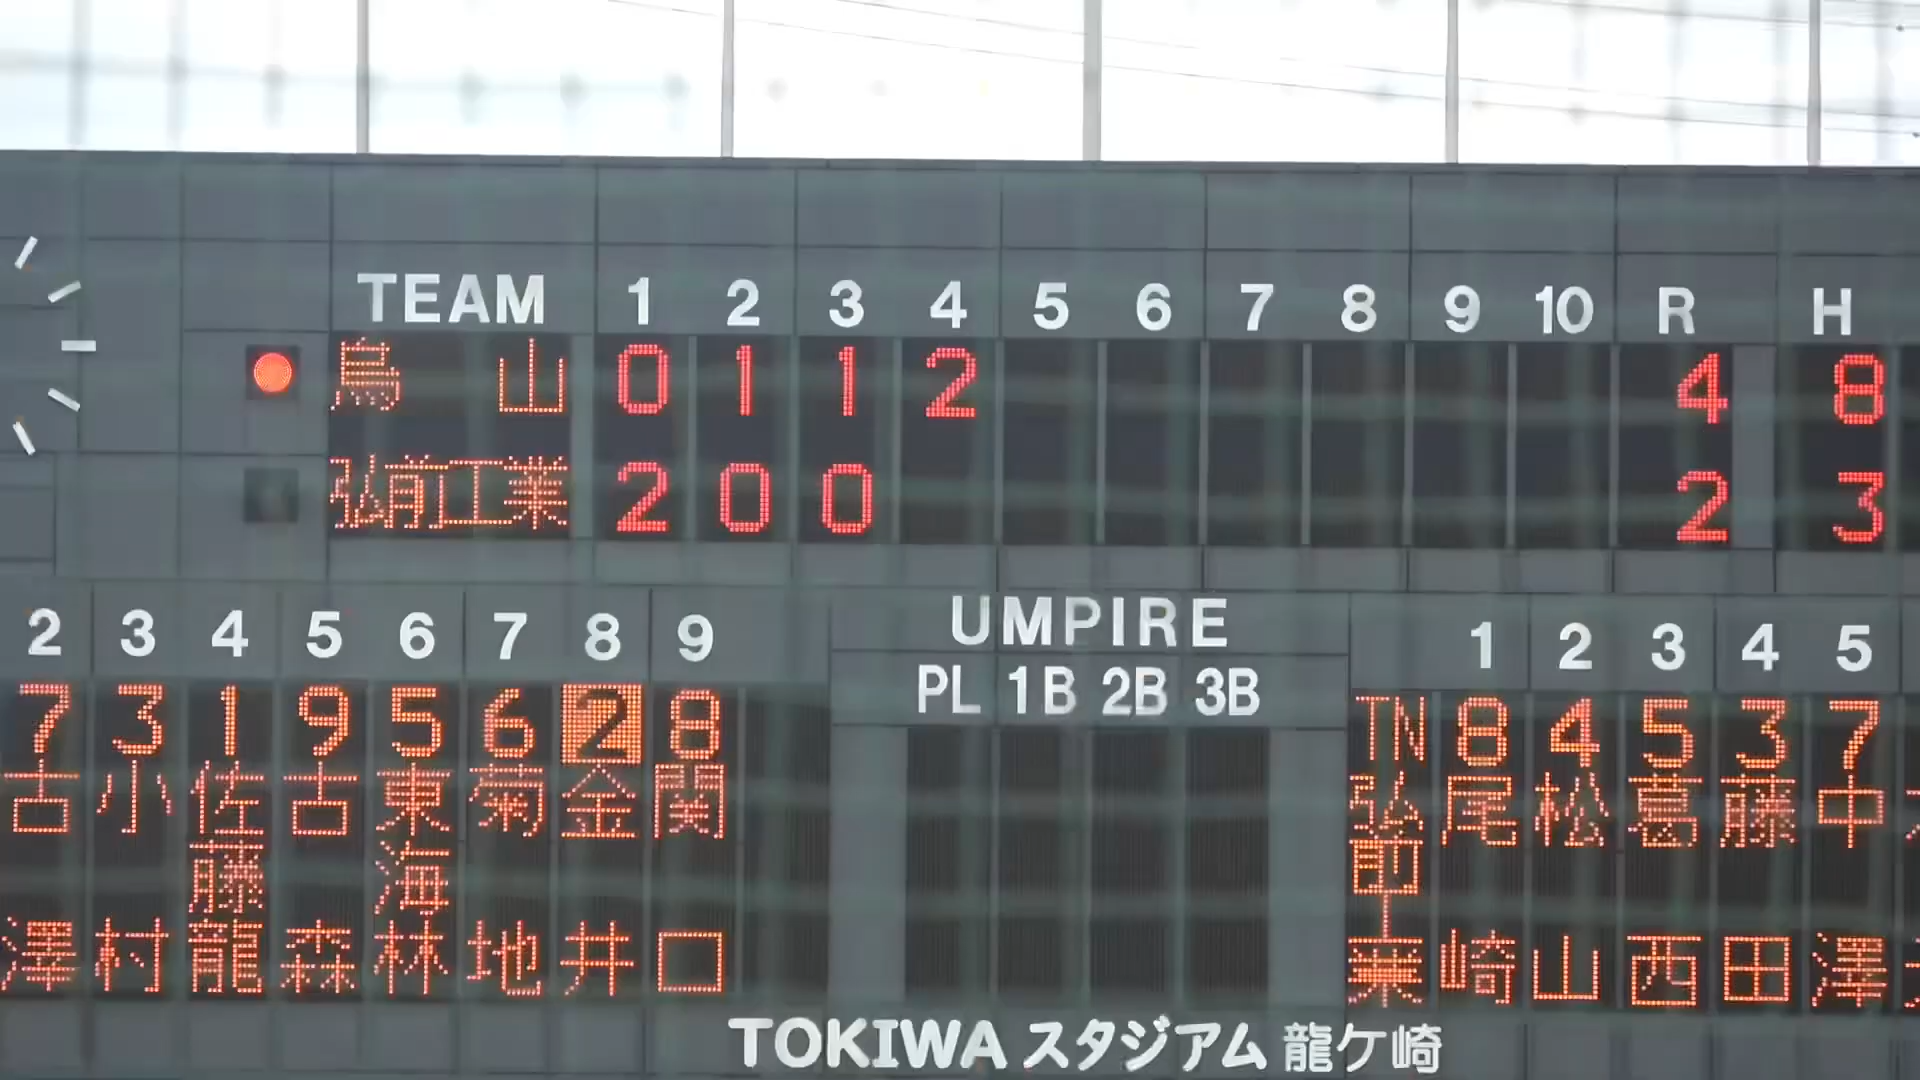 TEAM 1 2 3 4 5 6 7 8 9 10 R H
烏山 0 1 1 2 4 8
弘前工業 2 0 0 2 3
2 3 4 5 6 7 8 9
7 3 1 9 5 6 2 8
古澤
小村
佐藤龍
古森
東海林
菊地
金井
関口
UMPIRE
PL 1B 2B 3B
1 2 3 4 5
TN 8 4 5 3 7
弘前工業
尾崎
松山
葛西
藤田
中澤
TOKIWA スタジアム 龍ケ崎